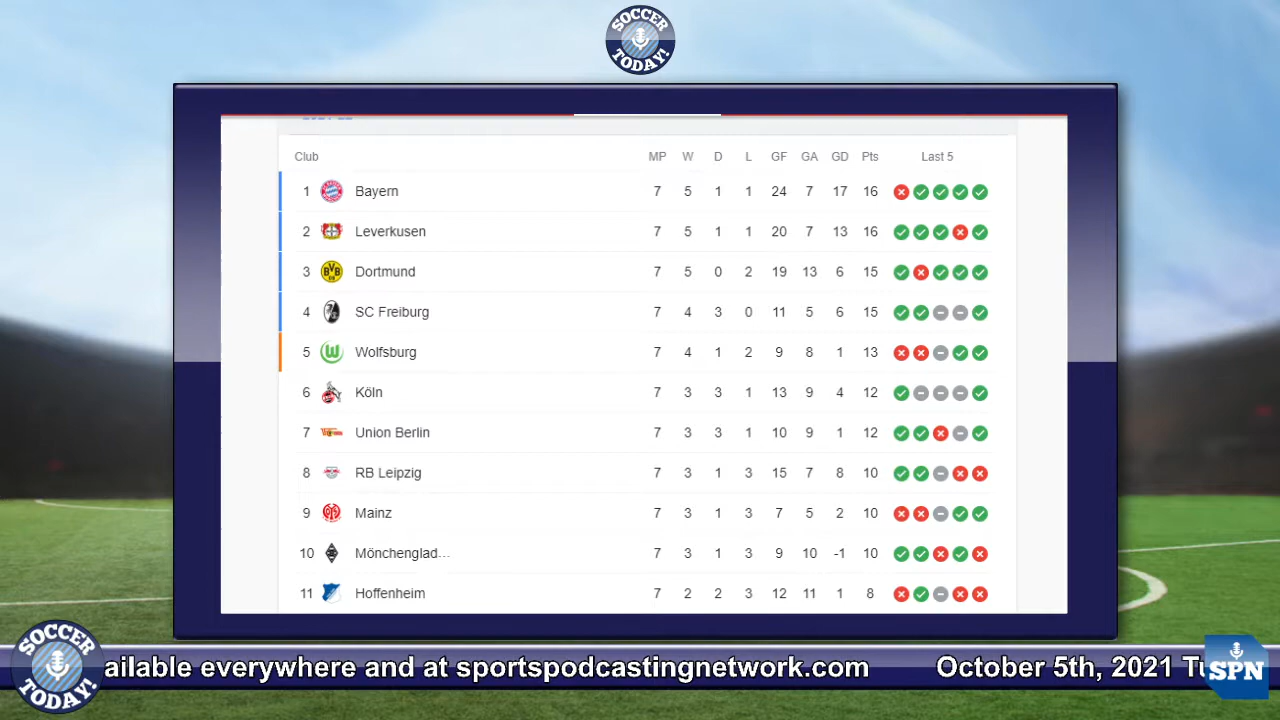 SOCCER
TODAY!
Club MP W D L GF GA GD Pts Last 5
1 Bayern 7 5 1 1 24 7 17 16
2 Leverkusen 7 5 1 1 20 7 13 16
3 Dortmund 7 5 0 2 19 13 6 15
4 SC Freiburg 7 4 3 0 11 5 6 15
5 Wolfsburg 7 4 1 2 9 8 1 13
6 Köln 7 3 3 1 13 9 4 12
7 Union Berlin 7 3 3 1 10 9 1 12
8 RB Leipzig 7 3 1 3 15 7 8 10
9 Mainz 7 3 1 3 7 5 2 10
10 Mönchenglad... 7 3 1 3 9 10 -1 10
11 Hoffenheim 7 2 2 3 12 11 1 8
SOCCER
TODAY!
ailable everywhere and at sportspodcastingnetwork.com October 5th, 2021 Tu
SPN